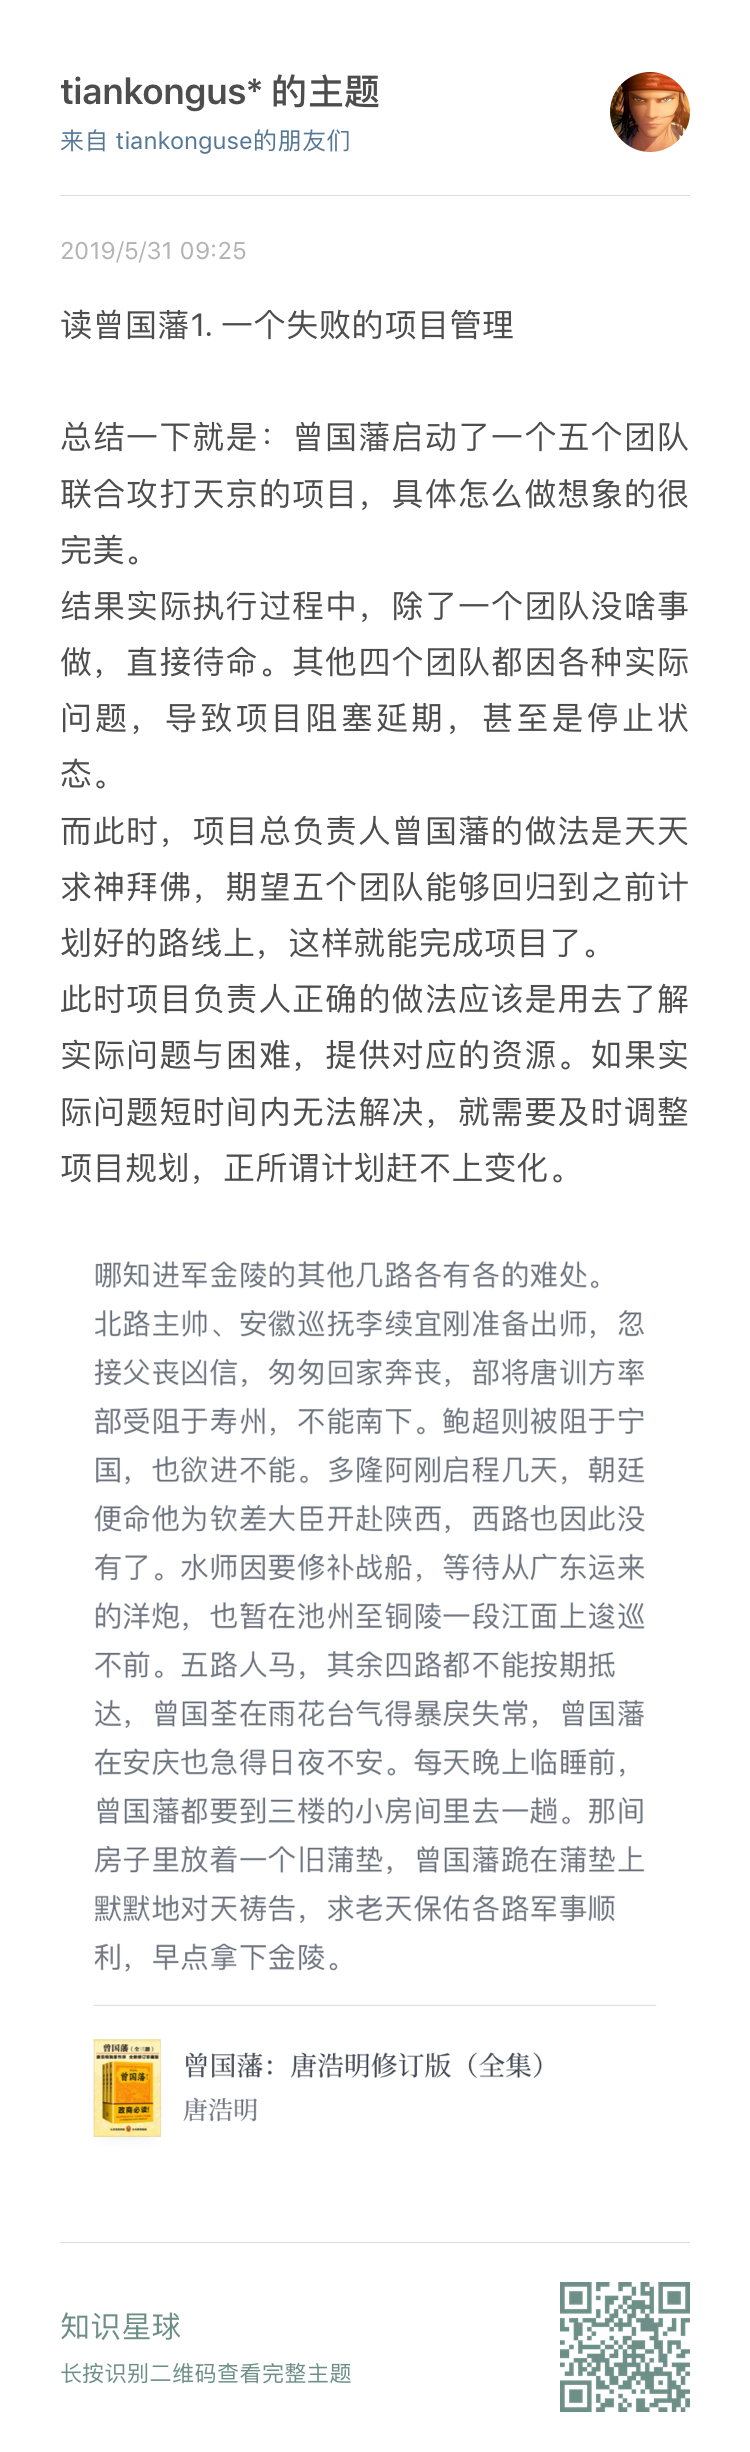 tiankongus* 的主题
来自 tiankonguse的朋友们
2019/5/31 09:25
读曾国藩1. 一个失败的项目管理
总结一下就是：曾国藩启动了一个五个团队
联合攻打天京的项目，具体怎么做想象的很
完美。
结果实际执行过程中，除了一个团队没啥事
做，直接待命。其他四个团队都因各种实际
问题，导致项目阻塞延期，甚至是停止状
态。
而此时，项目总负责人曾国藩的做法是天天
求神拜佛，期望五个团队能够回归到之前计
划好的路线上，这样就能完成项目了。
此时项目负责人正确的做法应该是用去了解
实际问题与困难，提供对应的资源。如果实
际问题短时间内无法解决，就需要及时调整
项目规划，正所谓计划赶不上变化。
哪知进军金陵的其他几路各有各的难处。
北路主帅、安徽巡抚李续宜刚准备出师，忽
接父丧凶信，匆匆回家奔丧，部将唐训方率
部受阻于寿州，不能南下。鲍超则被阻于宁
国，也欲进不能。多隆阿刚启程几天，朝廷
便命他为钦差大臣开赴陕西，西路也因此没
有了。水师因要修补战船，等待从广东运来
的洋炮，也暂在池州至铜陵一段江面上逡巡
不前。五路人马，其余四路都不能按期抵
达，曾国荃在雨花台气得暴戾失常，曾国藩
在安庆也急得日夜不安。每天晚上临睡前，
曾国藩都要到三楼的小房间里去一趟。那间
房子里放着一个旧蒲垫，曾国藩跪在蒲垫上
默默地对天祷告，求老天保佑各路军事顺
利，早点拿下金陵。
曾国藩（全三册）
曾国藩
政商必读!
曾国藩：唐浩明修订版（全集）
唐浩明
知识星球
长按识别二维码查看完整主题